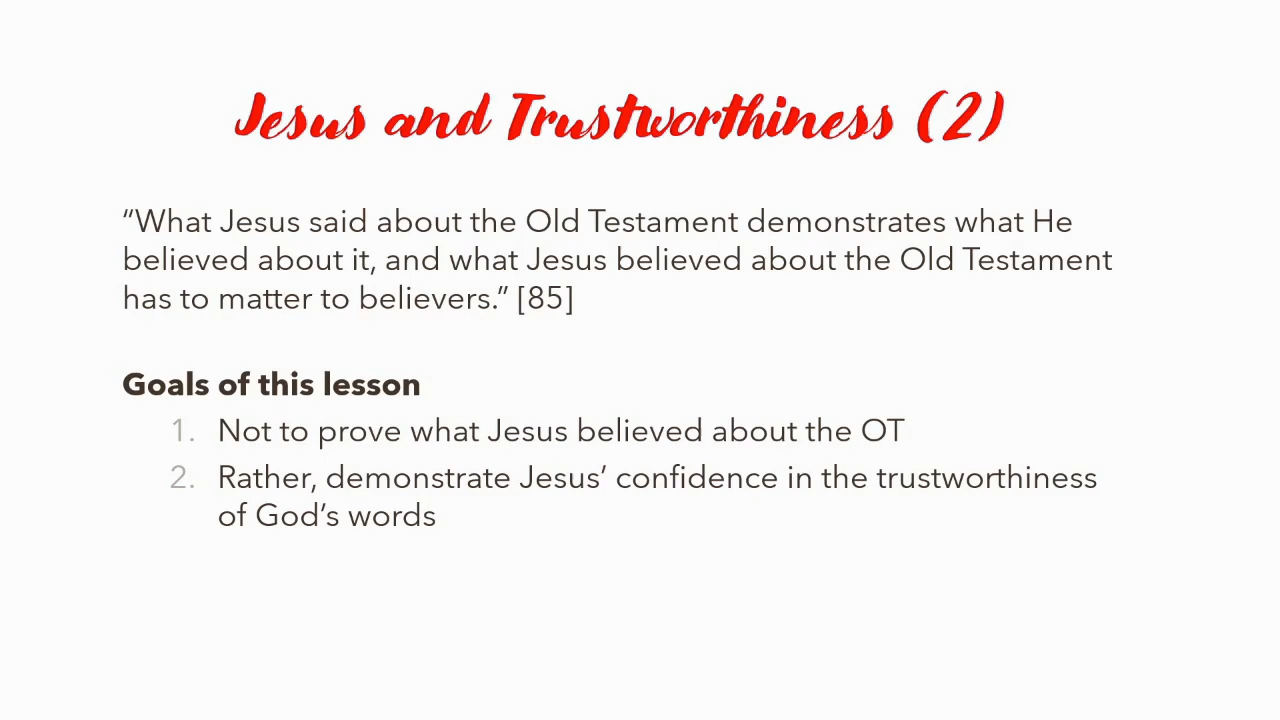 Jesus and Trustworthiness (2)
“What Jesus said about the Old Testament demonstrates what He
believed about it, and what Jesus believed about the Old Testament
has to matter to believers.” [85]
Goals of this lesson
1. Not to prove what Jesus believed about the OT
2. Rather, demonstrate Jesus’ confidence in the trustworthiness
of God’s words